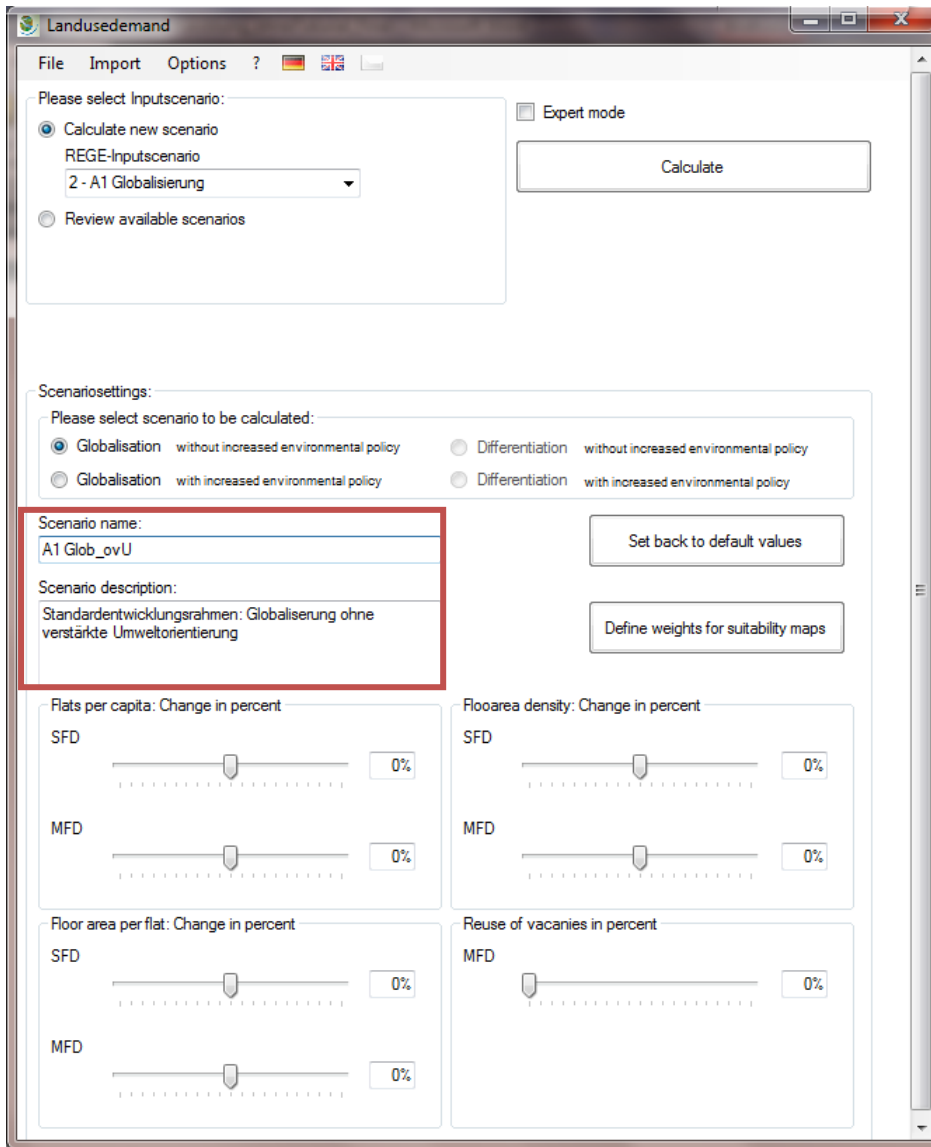 Landusedemand
File Import Options ?
Please select Inputscenario:
Calculate new scenario
Expert mode
REGE-Inputscenario
2 - A1 Globalisierung
Calculate
Review available scenarios
Scenariosettings:
Please select scenario to be calculated:
Globalisation without increased environmental policy
Differentiation without increased environmental policy
Globalisation with increased environmental policy
Differentiation with increased environmental policy
Scenario name:
A1 Glob_ovU
Set back to default values
Scenario description:
Standardentwicklungsrahmen: Globaliserung ohne
verstärkte Umweltorientierung
Define weights for suitability maps
Flats per capita: Change in percent
SFD
0%
MFD
0%
Flooarea density: Change in percent
SFD
0%
MFD
0%
Floor area per flat: Change in percent
SFD
0%
MFD
0%
Reuse of vacanies in percent
MFD
0%